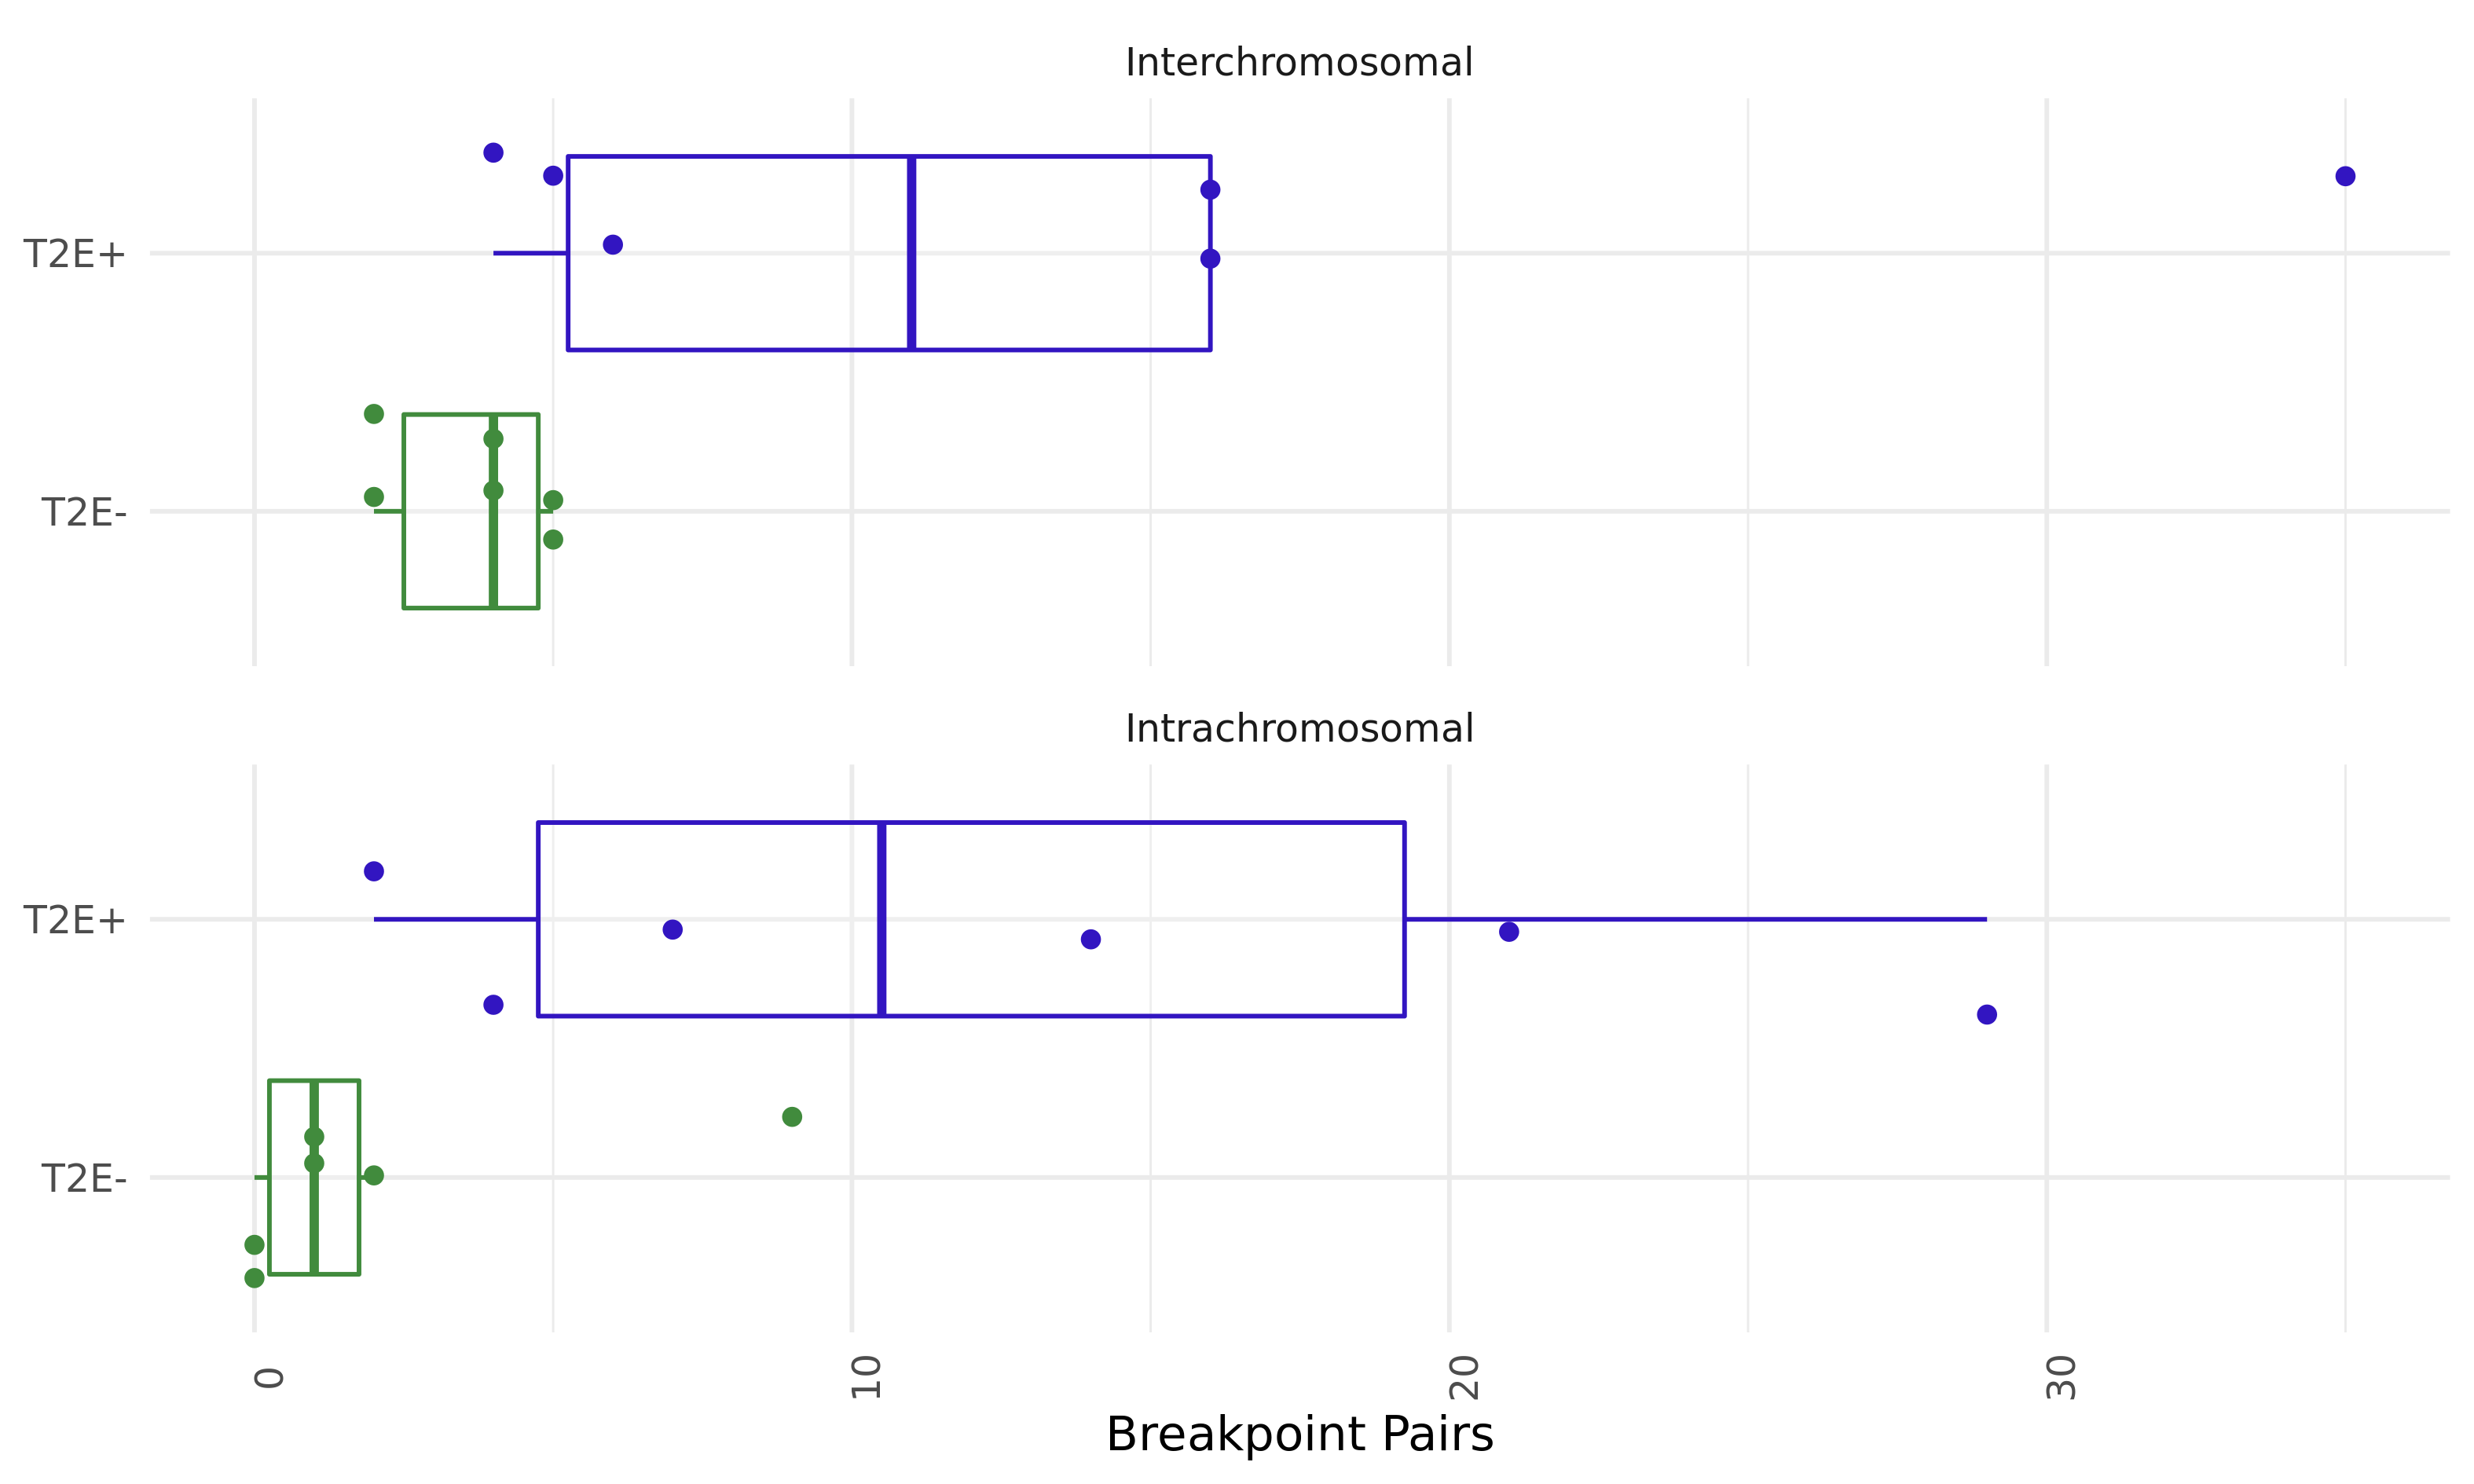 Interchromosomal
T2E+
T2E-
Intrachromosomal
T2E+
T2E-
0
10
20
30
Breakpoint Pairs